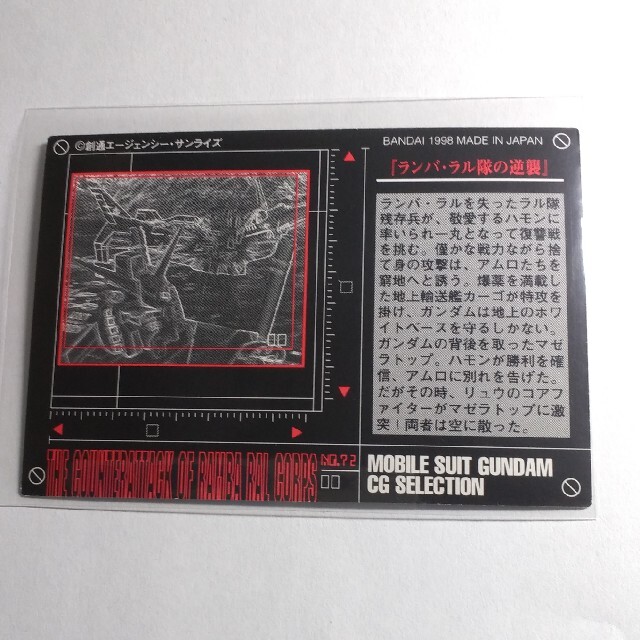 ©創通エージェンシー・サンライズ
BANDAI 1998 MADE IN JAPAN
『ランバ・ラル隊の逆襲』
ランバ・ラルを失ったラル隊
残存兵が、敬愛するハモンに
率いられ一丸となって復讐戦
を挑む。僅かな戦力ながら捨
て身の攻撃は、アムロたちを
窮地へと誘う。爆薬を満載し
た地上輸送艦カーゴが特攻を
掛け、ガンダムは地上のホワ
イトベースを守るしかない。
ガンダムの背後を取ったマゼ
ラトップ。ハモンが勝利を確
信、アムロに別れを告げた。
だがその時、リュウのコアフ
ァイターがマゼラトップに激
突！両者は空に散った。
THE COUNTERATTACK OF RAMBA RAL CORPS
NO.72
MOBILE SUIT GUNDAM
CG SELECTION